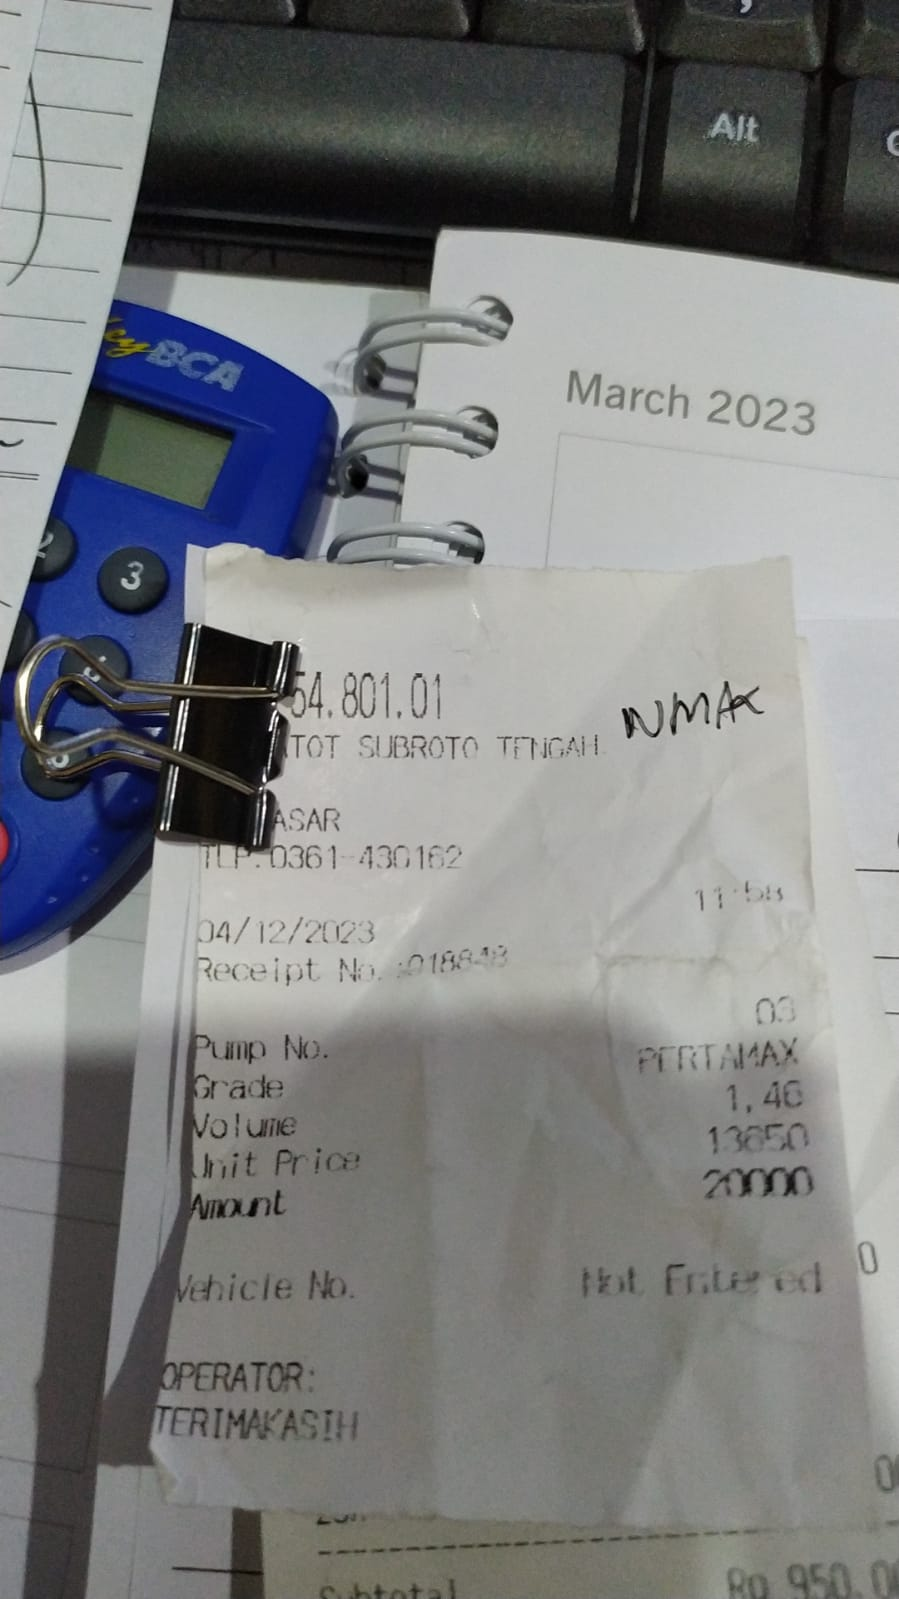 Alt
BCA
March 2023
2
3
54.801.01
NMAX
TOT SUBROTO TENGAH
ASAR
TLP.0361-430162
11:58
04/12/2023
Receipt No.:018848
Pump No. 03
Grade PERTAMAX
Volume 1,46
Unit Price 13650
Amount 20000
Vehicle No. Not Entered
OPERATOR:
TERIMAKASIH
Subtotal Rp 950.0